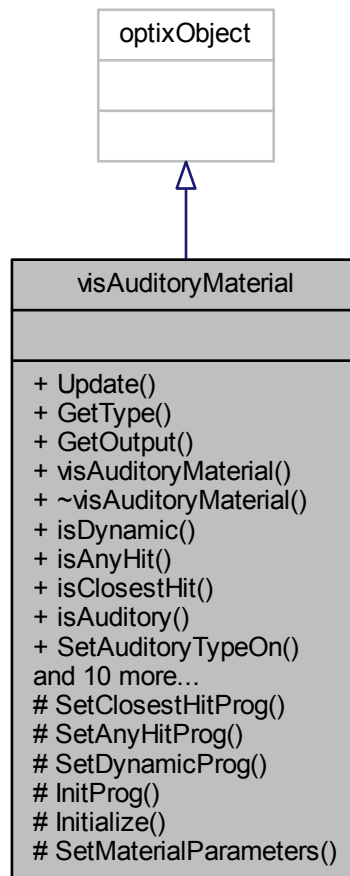 optixObject
visAuditoryMaterial
+ Update()
+ GetType()
+ GetOutput()
+ visAuditoryMaterial()
+ ~visAuditoryMaterial()
+ isDynamic()
+ isAnyHit()
+ isClosestHit()
+ isAuditory()
+ SetAuditoryTypeOn()
and 10 more...
# SetClosestHitProg()
# SetAnyHitProg()
# SetDynamicProg()
# InitProg()
# Initialize()
# SetMaterialParameters()